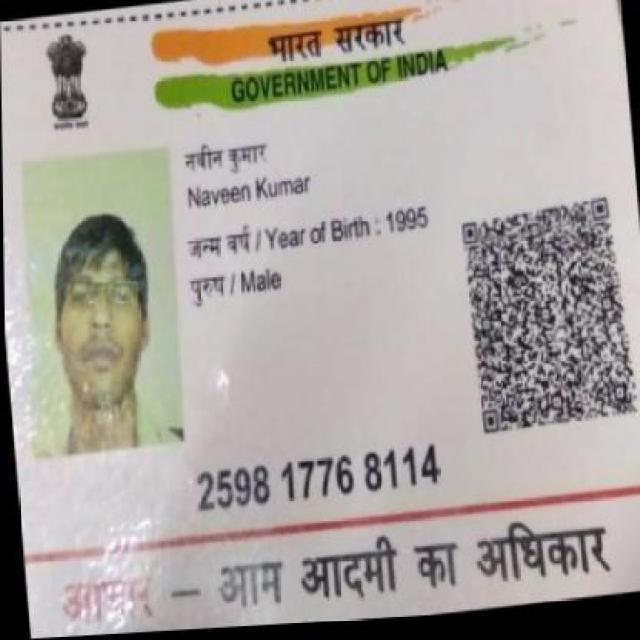 भारत सरकार
GOVERNMENT OF INDIA
नवीन कुमार
Naveen Kumar
जन्म वर्ष / Year of Birth : 1995
पुरुष / Male
2598 1776 8114
आधार – आम आदमी का अधिकार